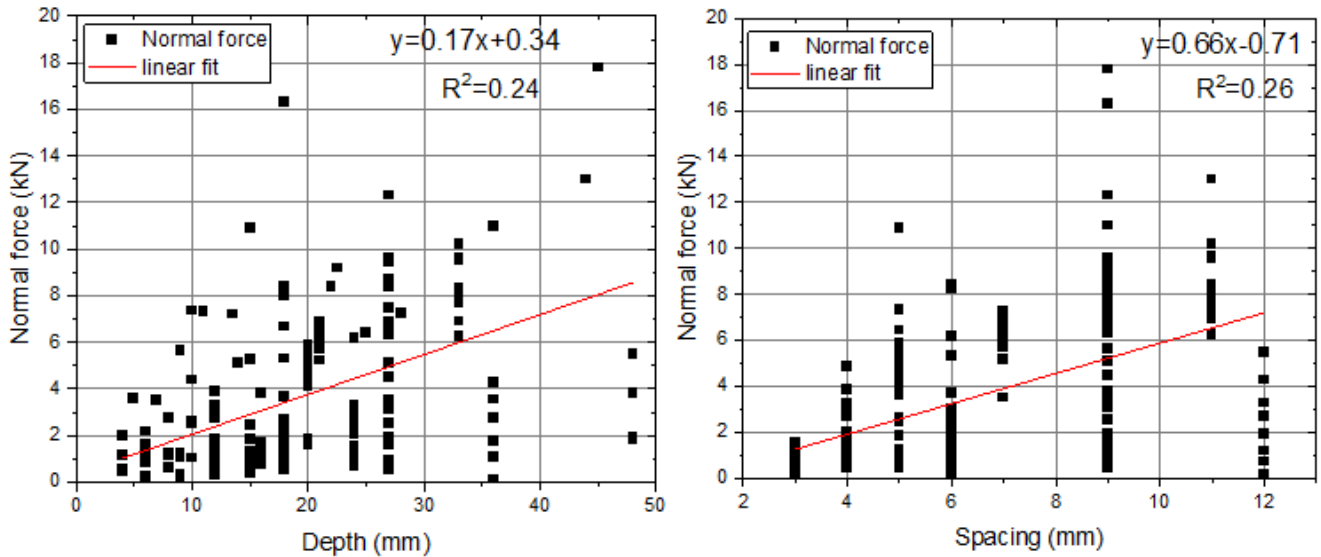 20
18
16
14
12
10
8
6
4
2
0
Normal force (kN)
Normal force
linear fit
y=0.17x+0.34
R²=0.24
0 10 20 30 40 50
Depth (mm)
20
18
16
14
12
10
8
6
4
2
0
Normal force (kN)
Normal force
linear fit
y=0.66x-0.71
R²=0.26
2 4 6 8 10 12
Spacing (mm)